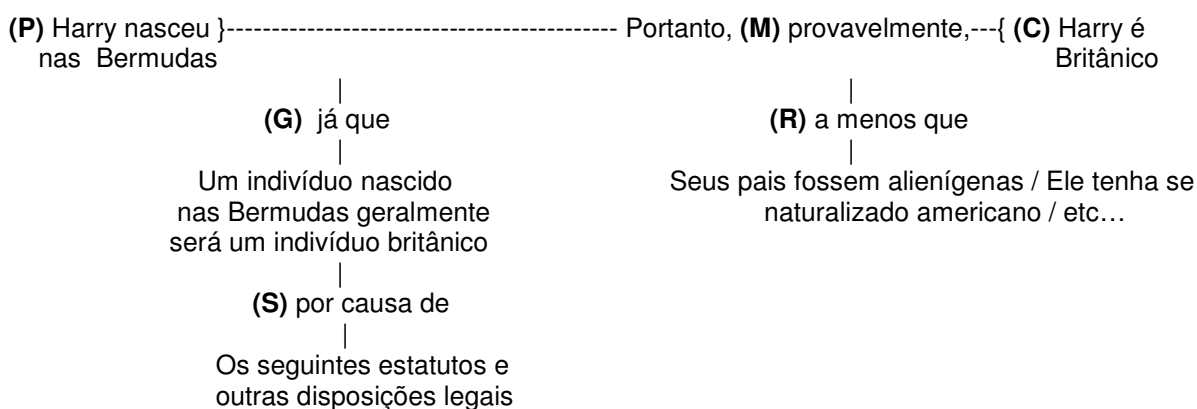 (P) Harry nasceu }------------------------------------------- Portanto, (M) provavelmente,---{ (C) Harry é
nas Bermudas Britânico
| |
(G) já que (R) a menos que
| |
Um indivíduo nascido Seus pais fossem alienígenas / Ele tenha se
nas Bermudas geralmente naturalizado americano / etc…
será um indivíduo britânico
|
(S) por causa de
|
Os seguintes estatutos e
outras disposições legais